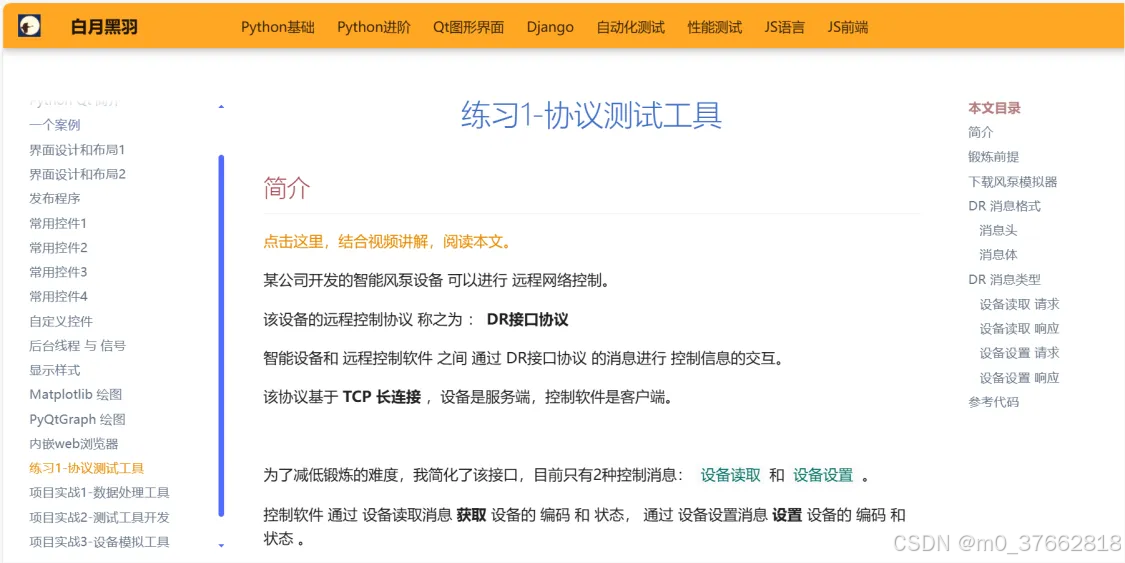 白月黑羽 Python基础 Python进阶 Qt图形界面 Django 自动化测试 性能测试 JS语言 JS前端
Python Qt 简介
一个案例
界面设计和布局1
界面设计和布局2
发布程序
常用控件1
常用控件2
常用控件3
常用控件4
自定义控件
后台线程 与 信号
显示样式
Matplotlib 绘图
PyQtGraph 绘图
内嵌web浏览器
练习1-协议测试工具
项目实战1-数据处理工具
项目实战2-测试工具开发
项目实战3-设备模拟工具
练习1-协议测试工具
简介
点击这里，结合视频讲解，阅读本文。
某公司开发的智能风泵设备 可以进行 远程网络控制。
该设备的远程控制协议 称之为 ： DR接口协议
智能设备和 远程控制软件 之间 通过 DR接口协议 的消息进行 控制信息的交互。
该协议基于 TCP 长连接 ，设备是服务端，控制软件是客户端。
为了减低锻炼的难度，我简化了该接口，目前只有2种控制消息： 设备读取 和 设备设置 。
控制软件 通过 设备读取消息 获取 设备的 编码 和 状态， 通过 设备设置消息 设置 设备的 编码 和
状态 。
本文目录
简介
锻炼前提
下载风泵模拟器
DR 消息格式
消息头
消息体
DR 消息类型
设备读取 请求
设备读取 响应
设备设置 请求
设备设置 响应
参考代码
CSDN @m0_37662818